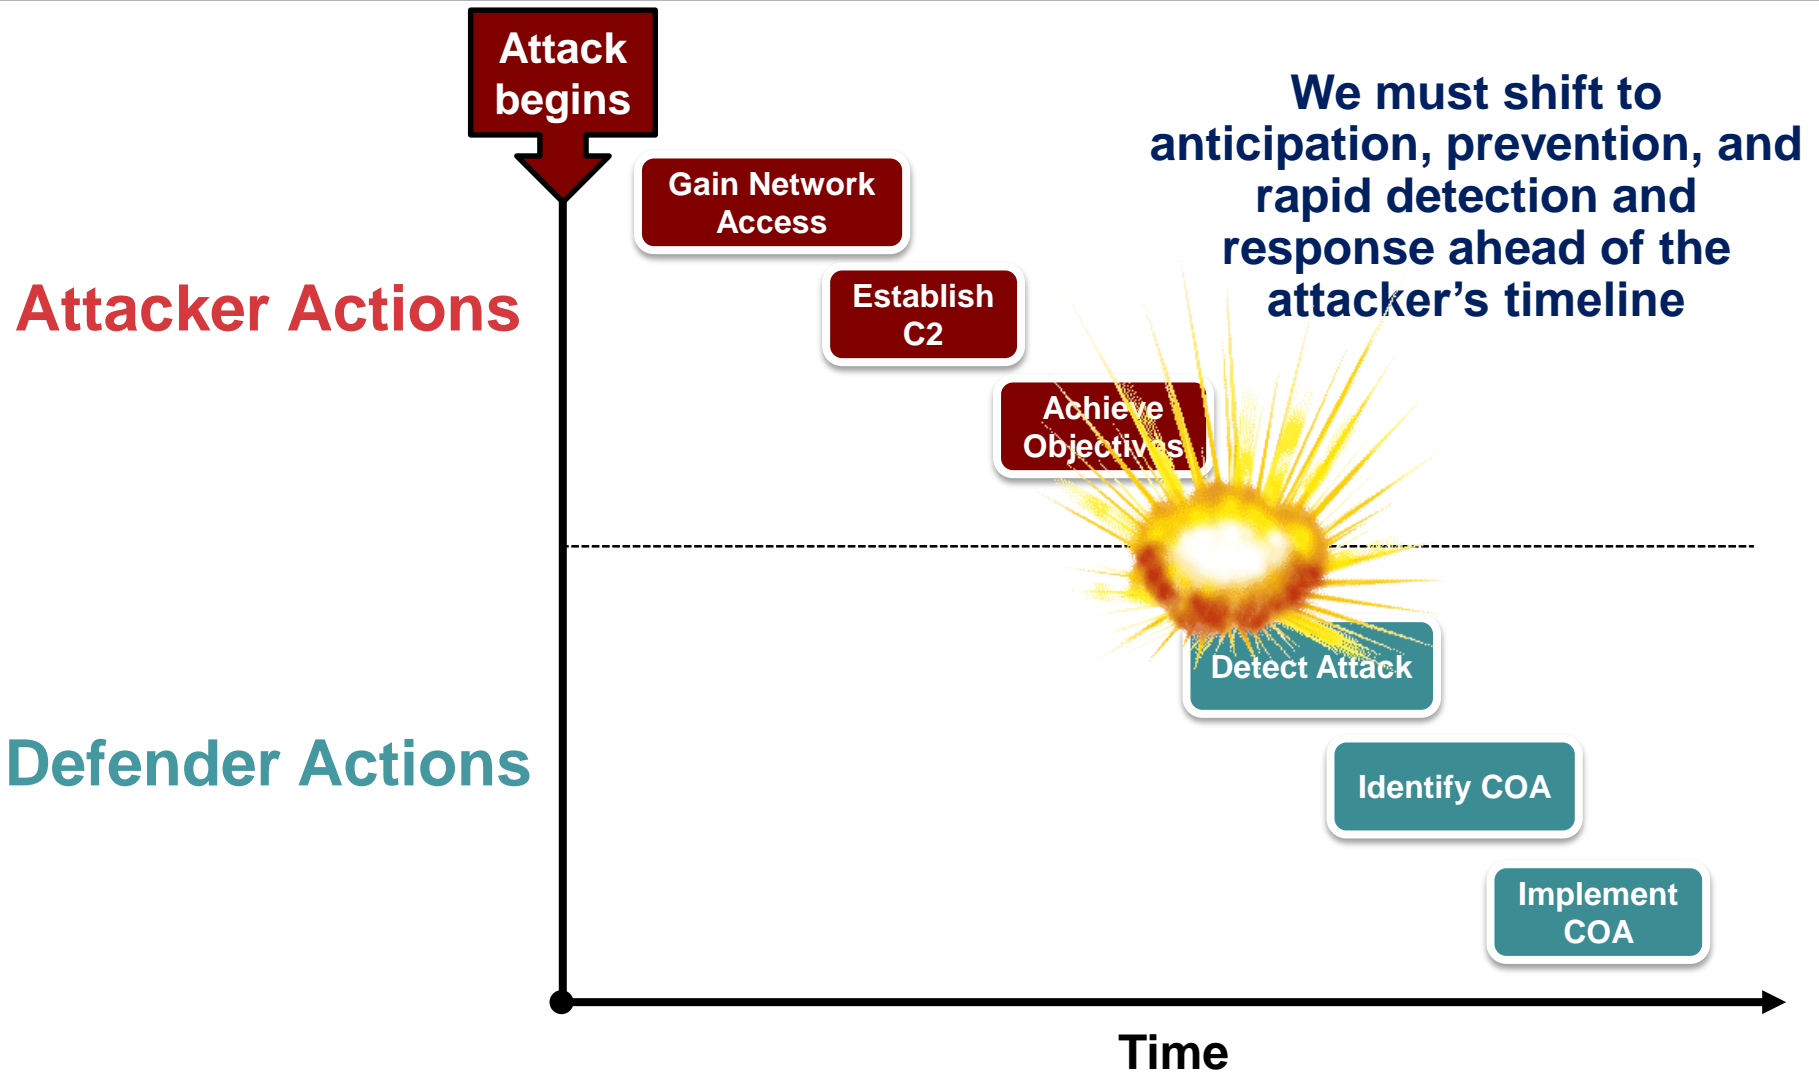 Attack
begins
We must shift to
anticipation, prevention, and
rapid detection and
response ahead of the
attacker’s timeline
Gain Network
Access
Establish
C2
Attacker Actions
Achieve
Objectives
Detect Attack
Defender Actions
Identify COA
Implement
COA
Time